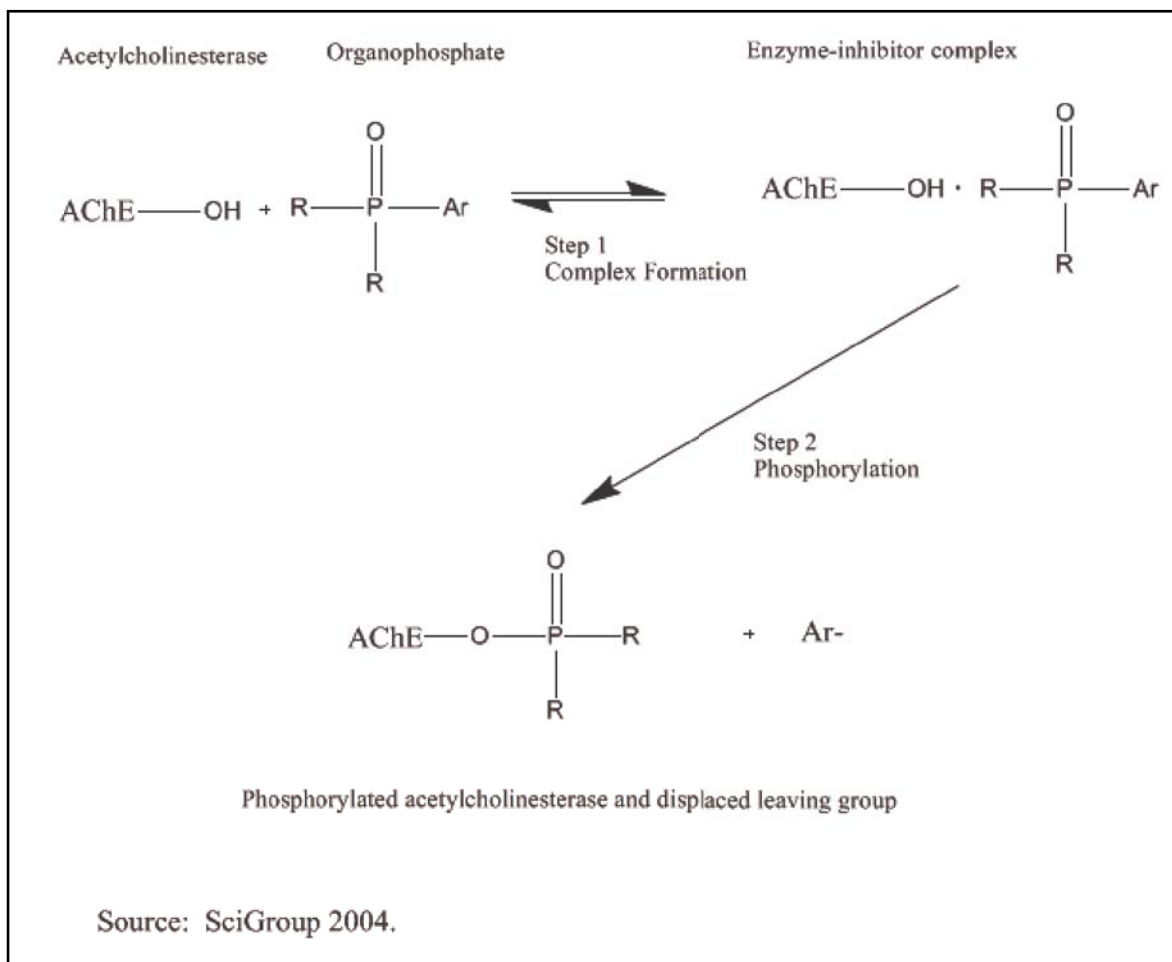 Acetylcholinesterase Organophosphate Enzyme-inhibitor complex
O O
AChE OH + R P Ar AChE OH · R P Ar
R R
Step 1
Complex Formation
Step 2
Phosphorylation
O
AChE O P R + Ar-
R
Phosphorylated acetylcholinesterase and displaced leaving group
Source: SciGroup 2004.